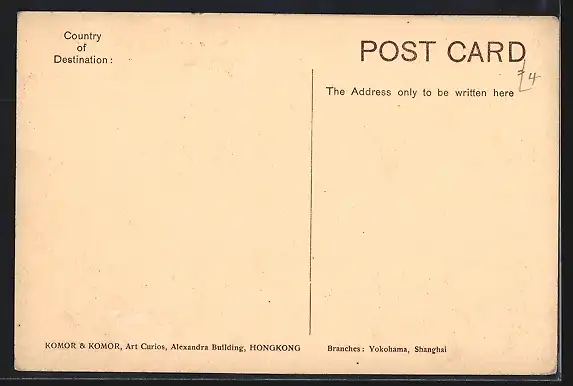 Country
of
Destination :
POST CARD
4
The Address only to be written here
KOMOR & KOMOR, Art Curios, Alexandra Building, HONGKONG
Branches: Yokohama, Shanghai